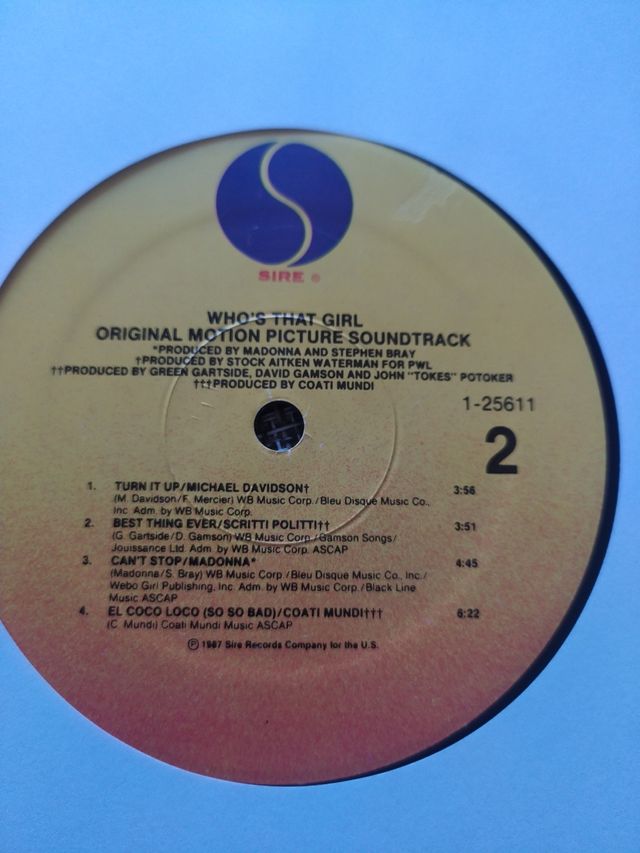 SIRE ®
WHO'S THAT GIRL
ORIGINAL MOTION PICTURE SOUNDTRACK
*PRODUCED BY MADONNA AND STEPHEN BRAY
†PRODUCED BY STOCK AITKEN WATERMAN FOR PWL
††PRODUCED BY GREEN GARTSIDE, DAVID GAMSON AND JOHN "TOKES" POTOKER
†††PRODUCED BY COATI MUNDI
1-25611
2
1. TURN IT UP/MICHAEL DAVIDSON† 3:56
(M. Davidson/F. Mercier) WB Music Corp./Bleu Disque Music Co.,
Inc. Adm. by WB Music Corp.
2. BEST THING EVER/SCRITTI POLITTI†† 3:51
(G. Gartside/D. Gamson) WB Music Corp./Gamson Songs/
Jouissance Ltd. Adm. by WB Music Corp. ASCAP
3. CAN'T STOP/MADONNA* 4:45
(Madonna/S. Bray) WB Music Corp./Bleu Disque Music Co., Inc./
Webo Girl Publishing, Inc. Adm. by WB Music Corp./Black Line
Music ASCAP
4. EL COCO LOCO (SO SO BAD)/COATI MUNDI††† 6:22
(C. Mundi) Coati Mundi Music ASCAP
℗ 1987 Sire Records Company for the U.S.